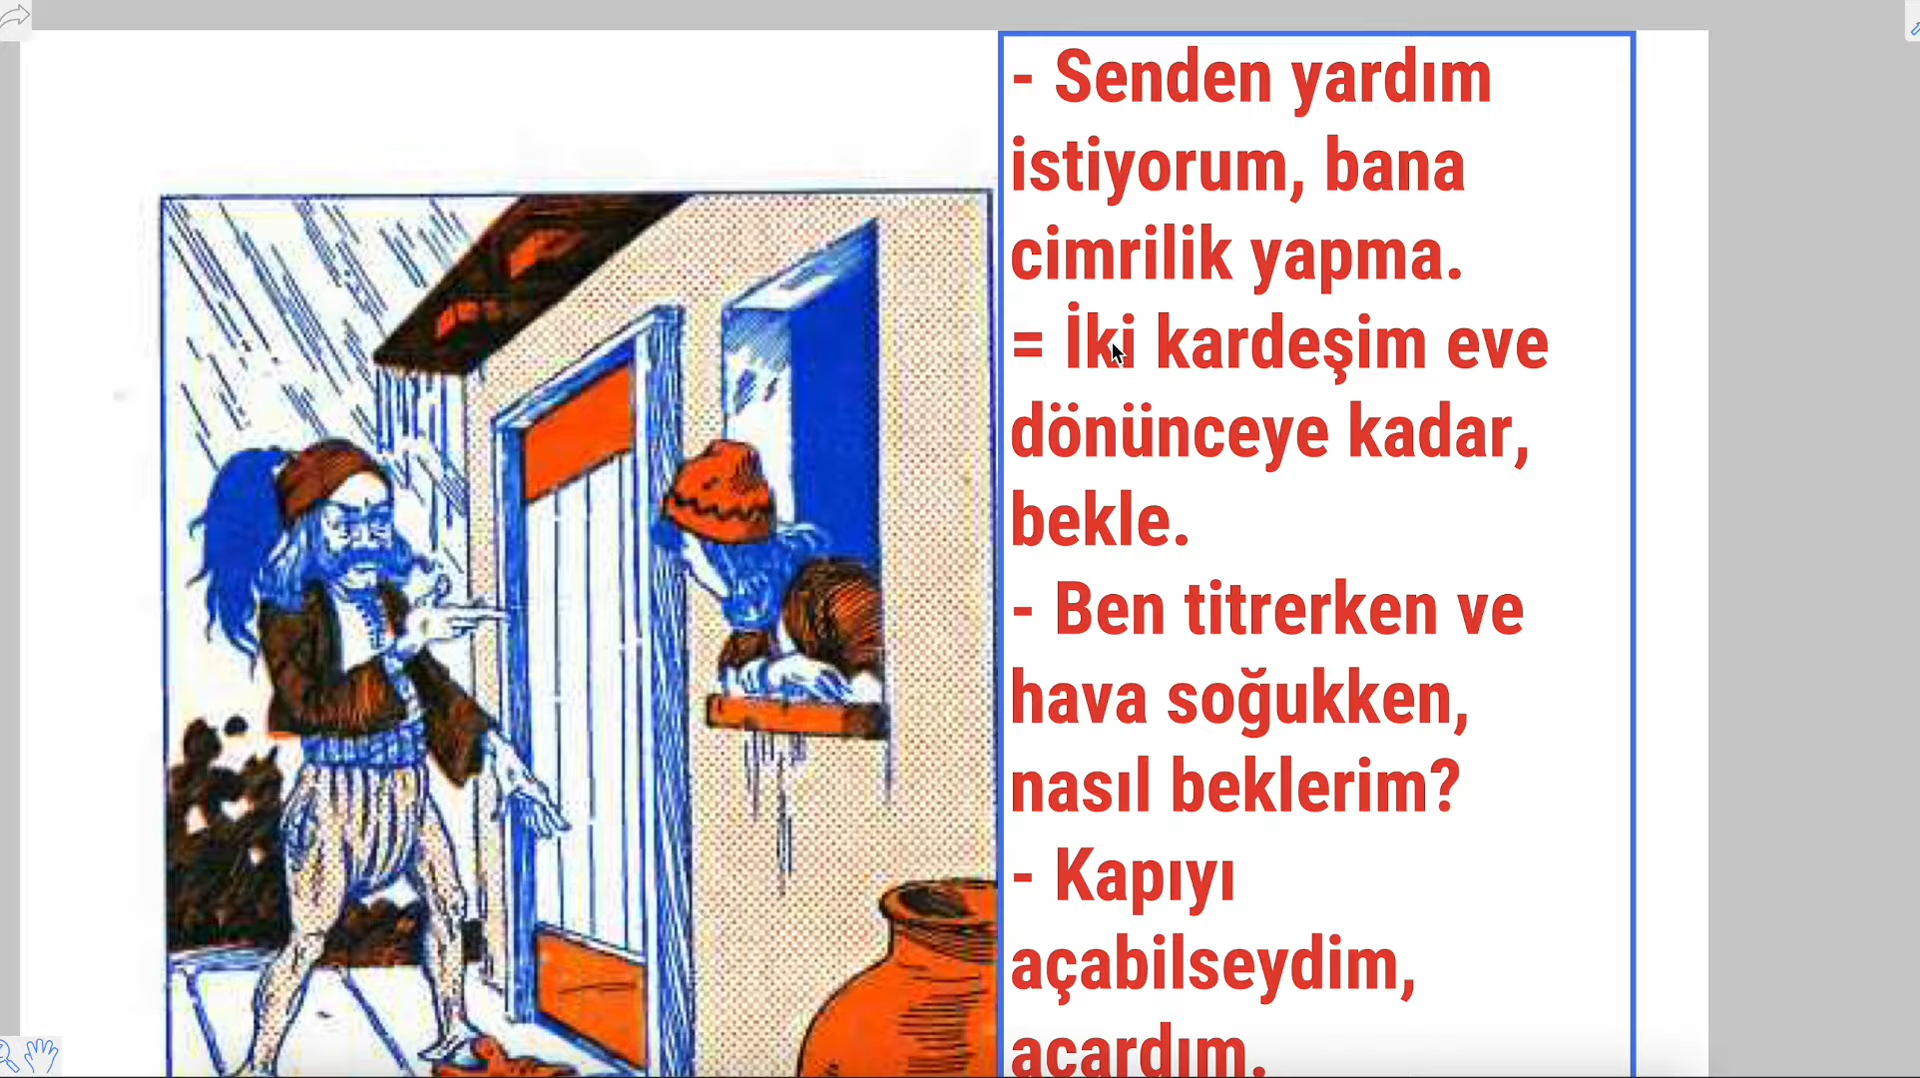 - Senden yardım
istiyorum, bana
cimrilik yapma.
= İki kardeşim eve
dönünceye kadar,
bekle.
- Ben titrerken ve
hava soğukken,
nasıl beklerim?
- Kapıyı
açabilseydim,
açardım.